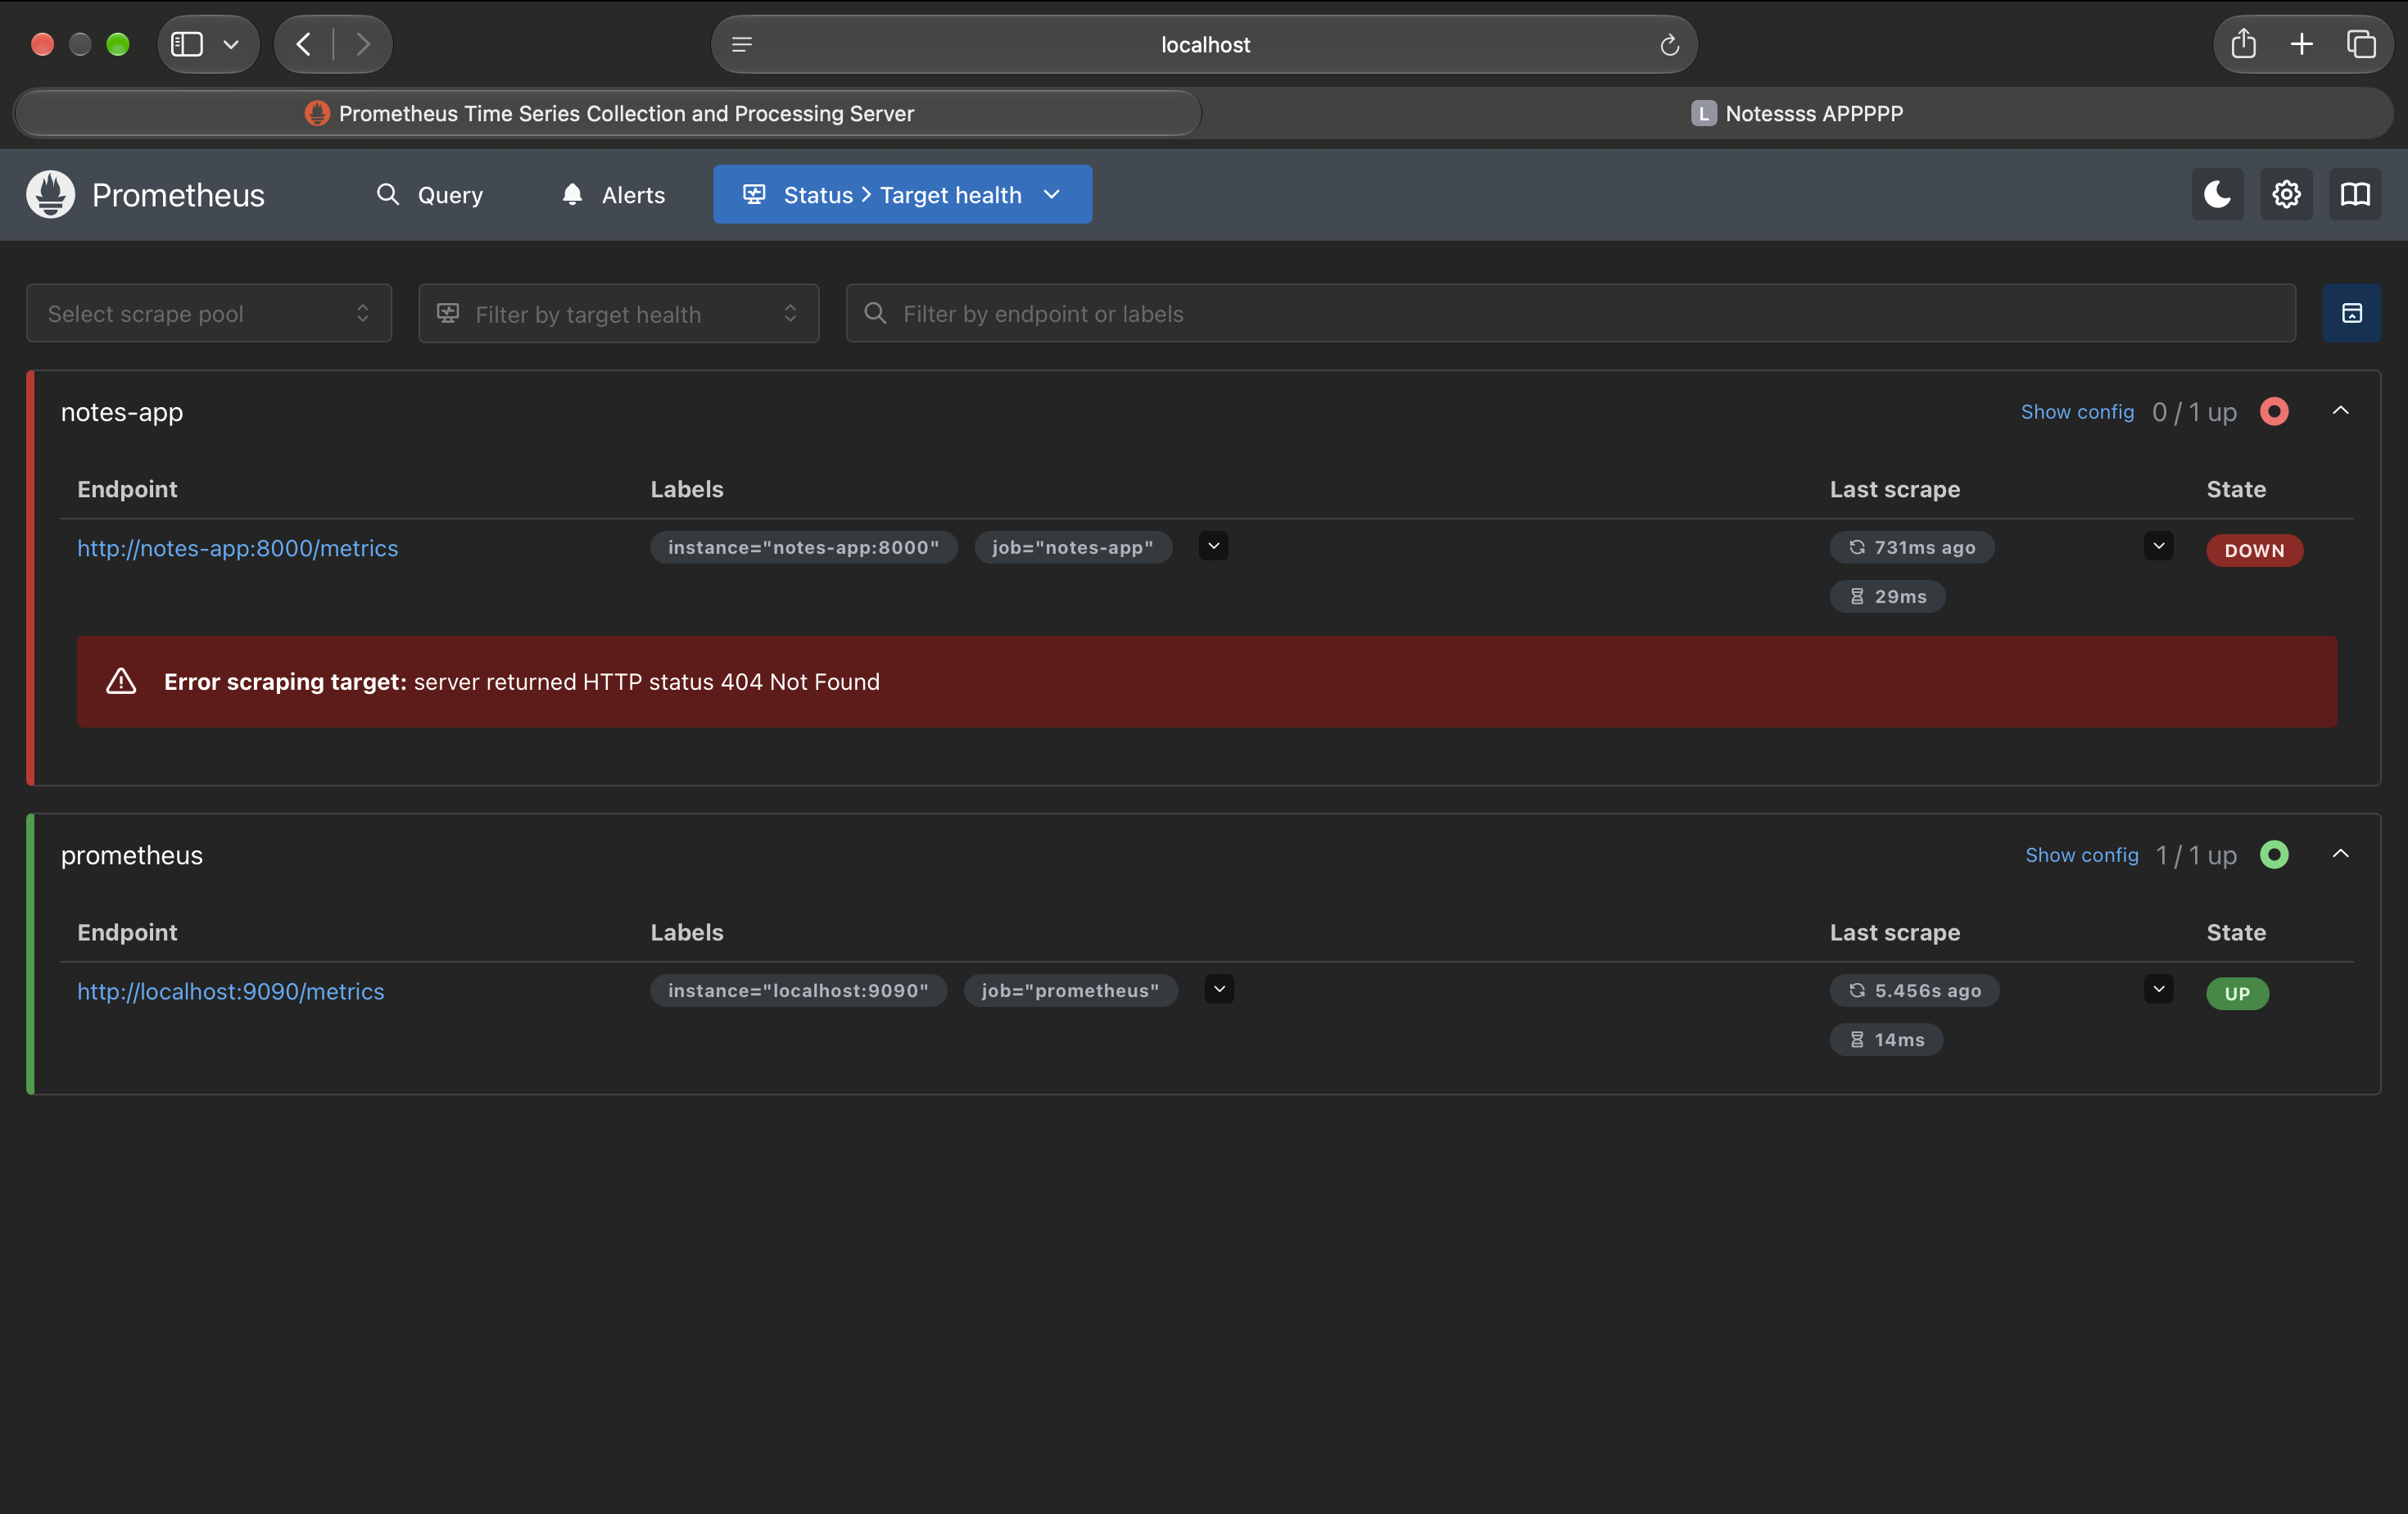 localhost
Prometheus Time Series Collection and Processing Server
L Notessss APPPPP
Prometheus Query Alerts Status > Target health
Select scrape pool Filter by target health Filter by endpoint or labels
notes-app Show config 0 / 1 up
Endpoint Labels Last scrape State
http://notes-app:8000/metrics instance="notes-app:8000" job="notes-app" 731ms ago DOWN
29ms
Error scraping target: server returned HTTP status 404 Not Found
prometheus Show config 1 / 1 up
Endpoint Labels Last scrape State
http://localhost:9090/metrics instance="localhost:9090" job="prometheus" 5.456s ago UP
14ms